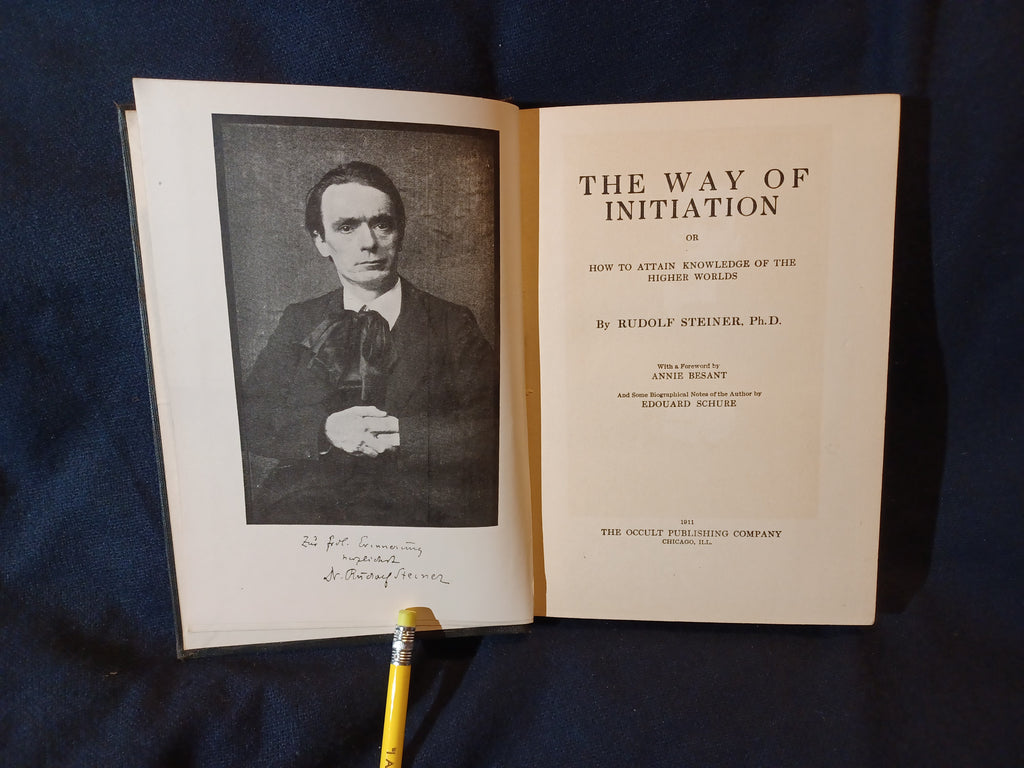 Zur frdl. Erinnerung
herzlichst
Dr. Rudolf Steiner
THE WAY OF
INITIATION
OR
HOW TO ATTAIN KNOWLEDGE OF THE
HIGHER WORLDS
By RUDOLF STEINER, Ph.D.
With a Foreword by
ANNIE BESANT
And Some Biographical Notes of the Author by
EDOUARD SCHURE
1911
THE OCCULT PUBLISHING COMPANY
CHICAGO, ILL.